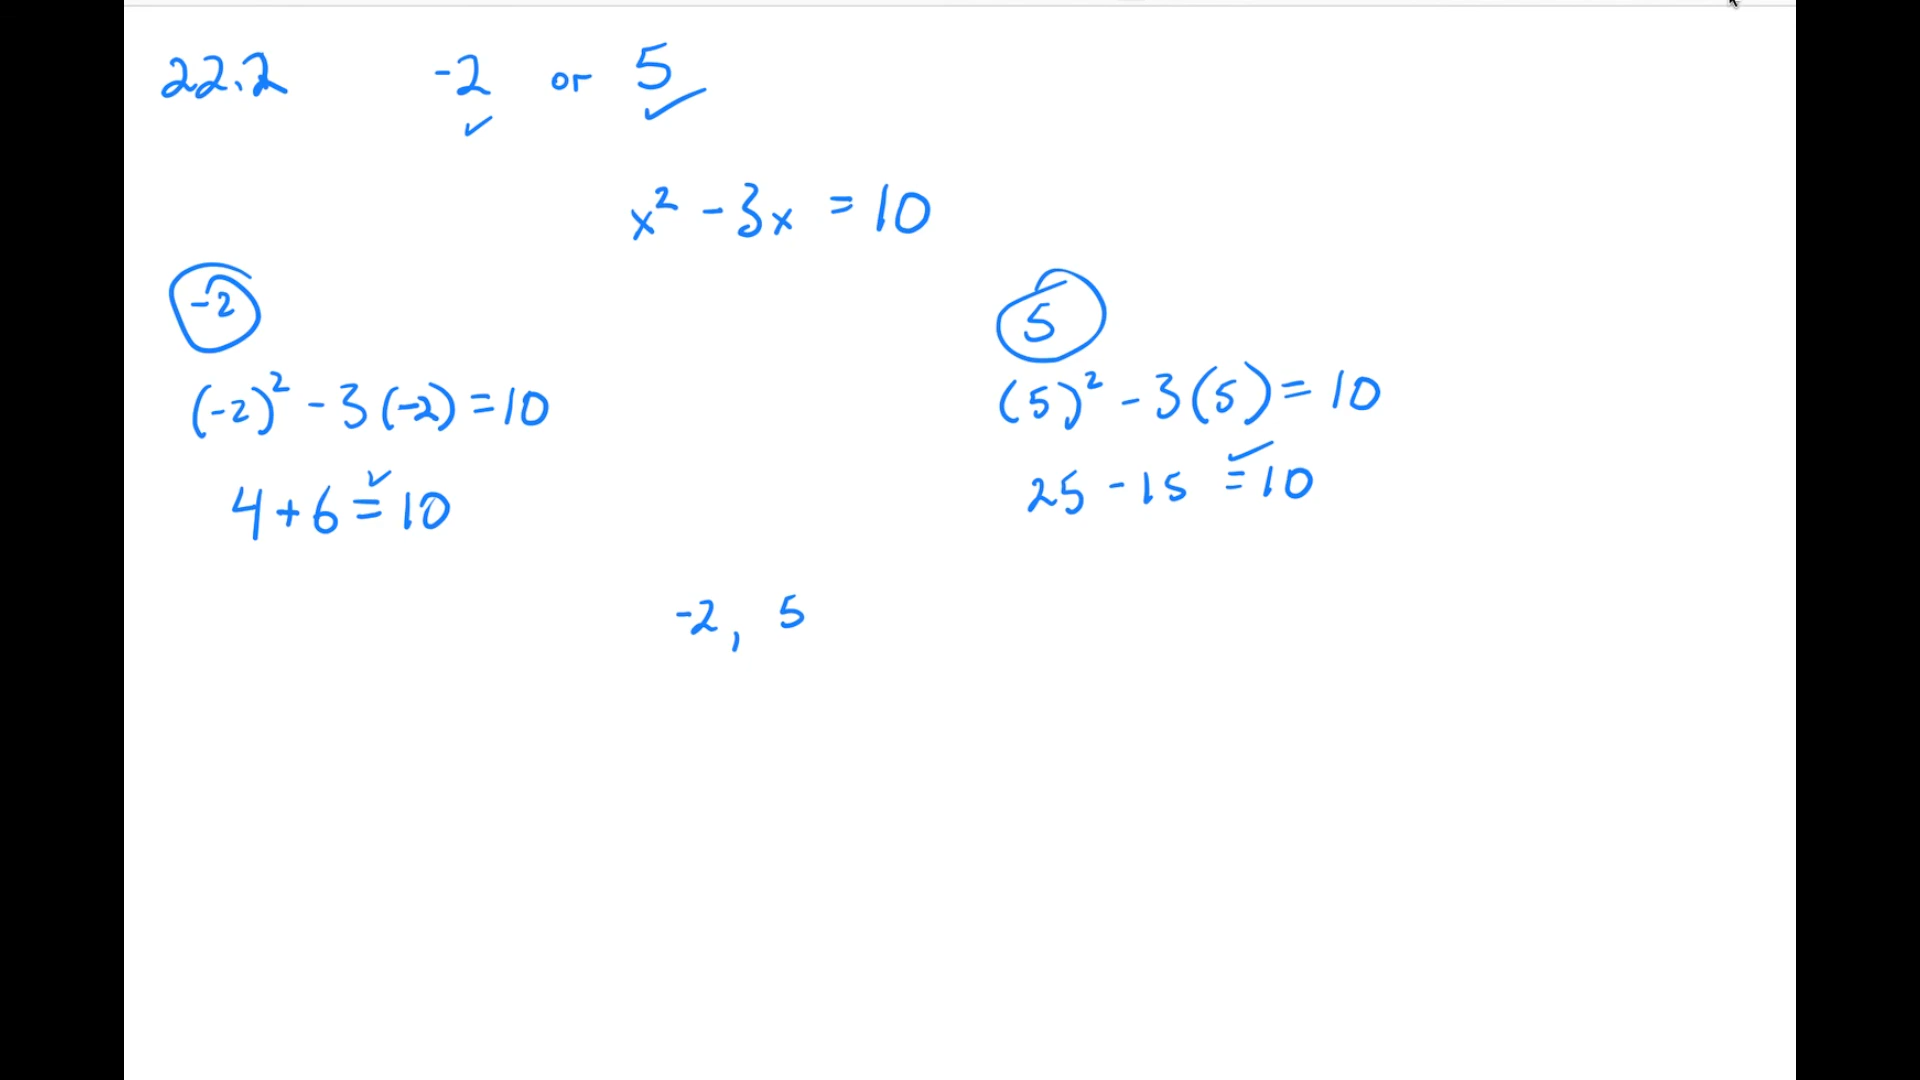 22.2 -2 or 5
✓ ✓
x² - 3x = 10
-2 5
(-2)² - 3(-2) = 10 (5)² - 3(5) = 10
✓ ✓
4 + 6 = 10 25 - 15 = 10
-2, 5